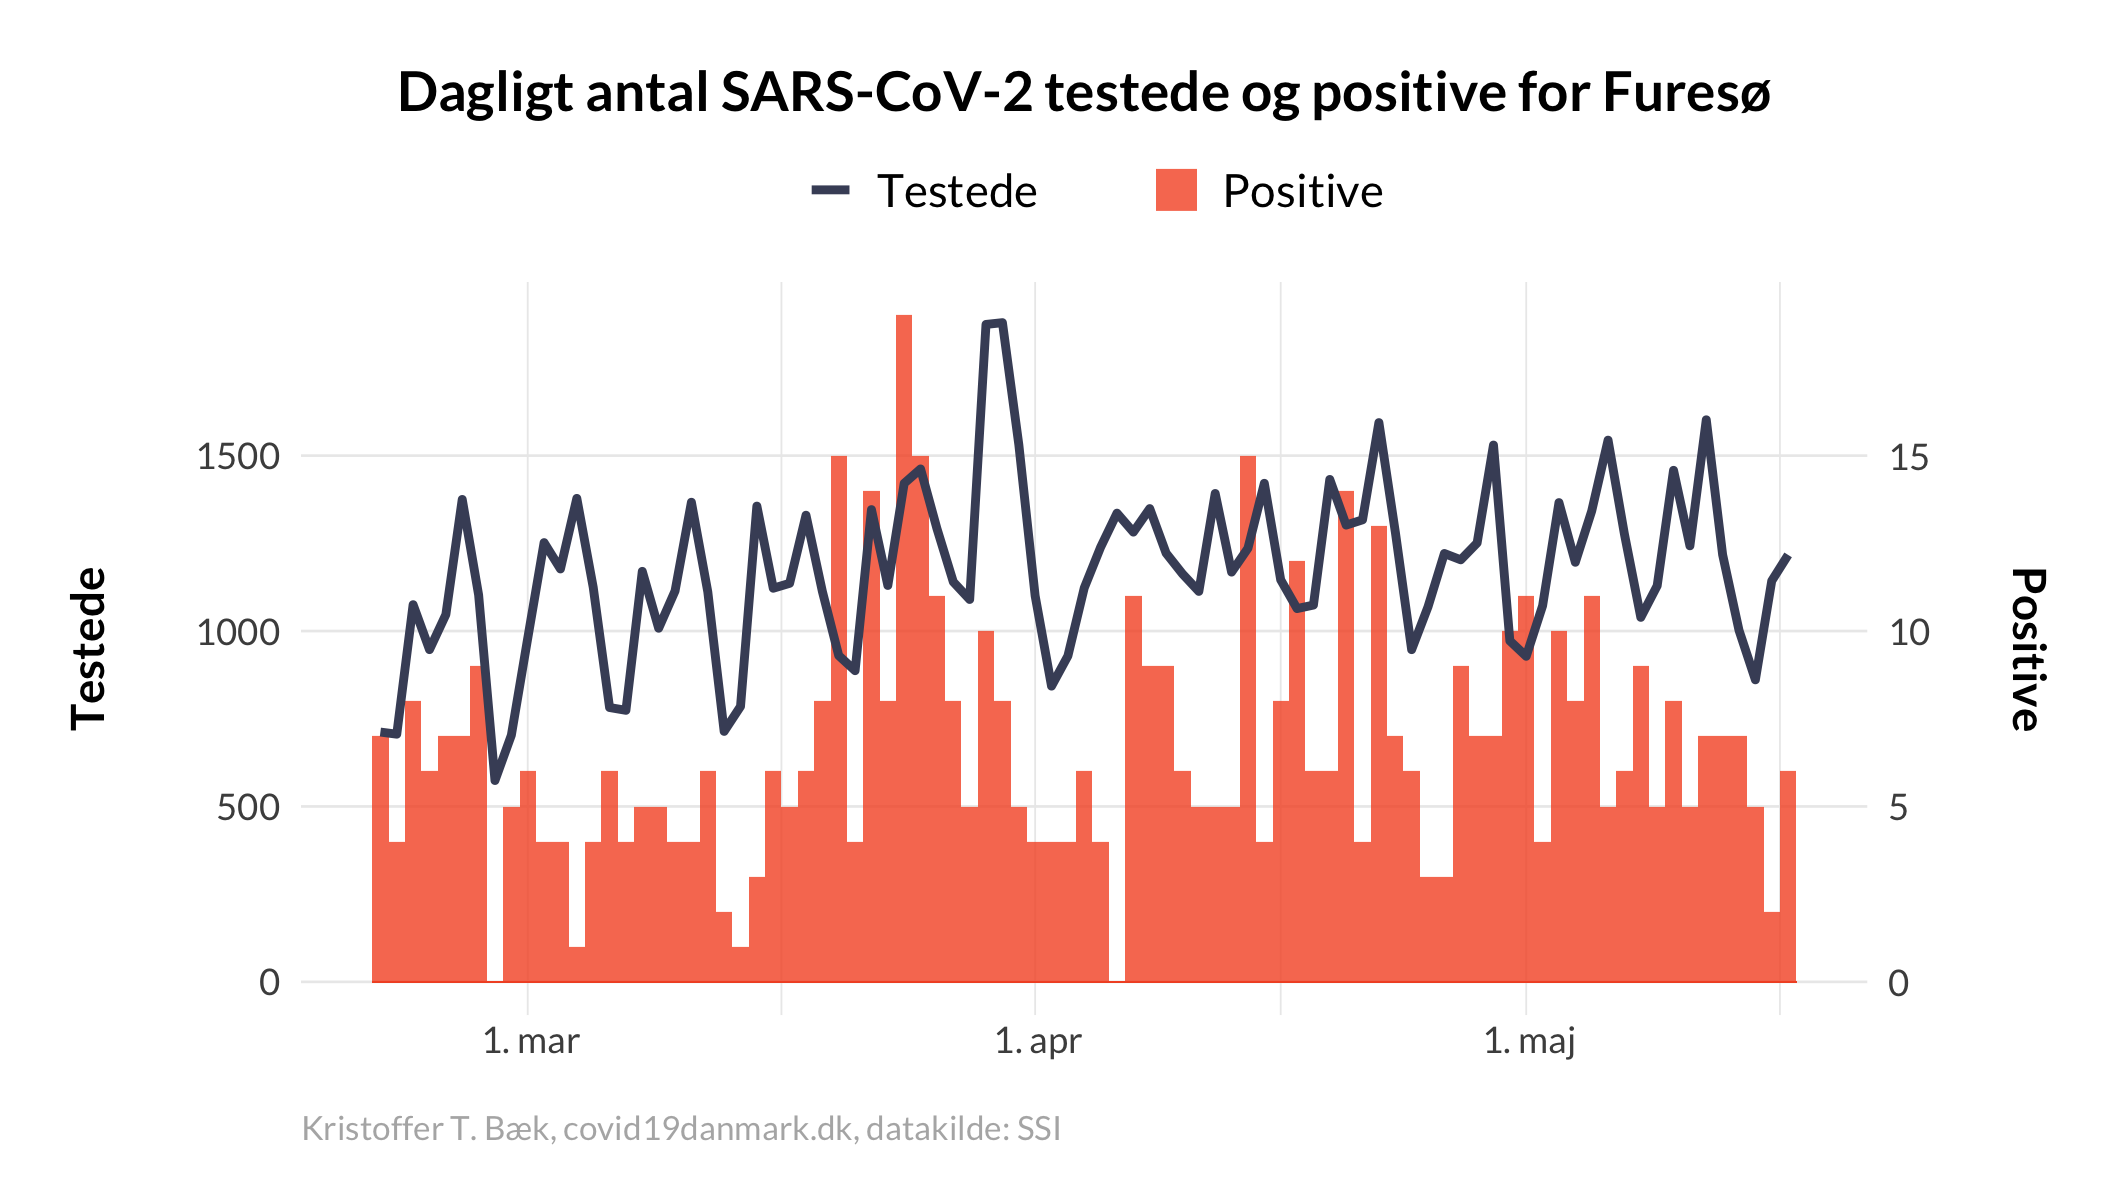 Dagligt antal SARS-CoV-2 testede og positive for Furesø
Testede
Positive
Testede
1500
1000
500
0
15
10
5
0
Positive
1. mar
1. apr
1. maj
Kristoffer T. Bæk, covid19danmark.dk, datakilde: SSI